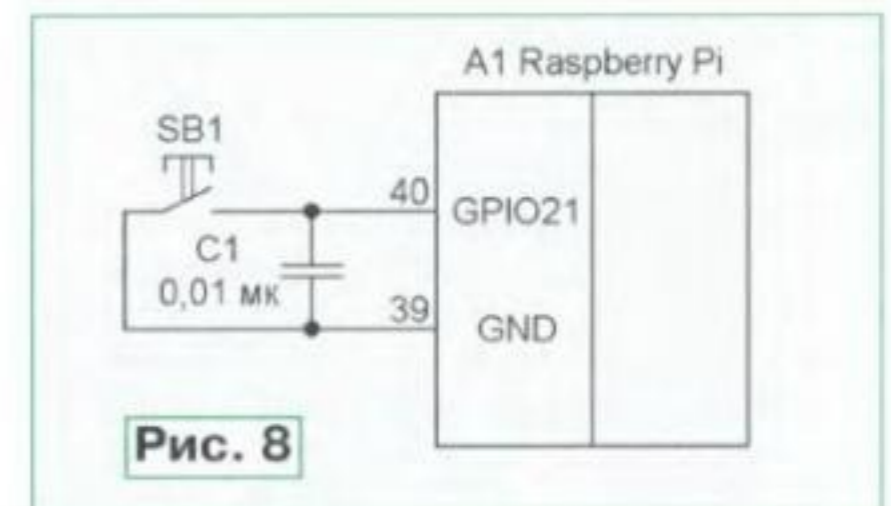 A1 Raspberry Pi
SB1
40
GPIO21
C1
0,01 мк
39
GND
Рис. 8